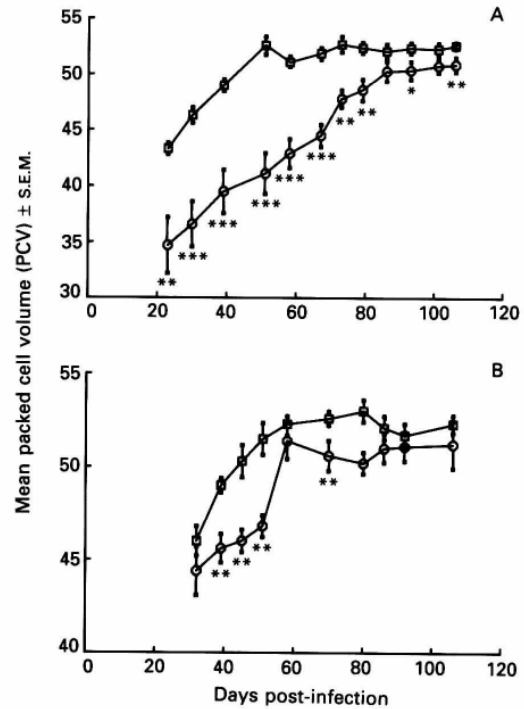 A
55
50
45
40
35
30
0 20 40 60 80 100 120
** *** *** *** *** *** ** ** * **
Mean packed cell volume (PCV) ± S.E.M.
B
55
50
45
40
0 20 40 60 80 100 120
** ** ** **
Days post-infection